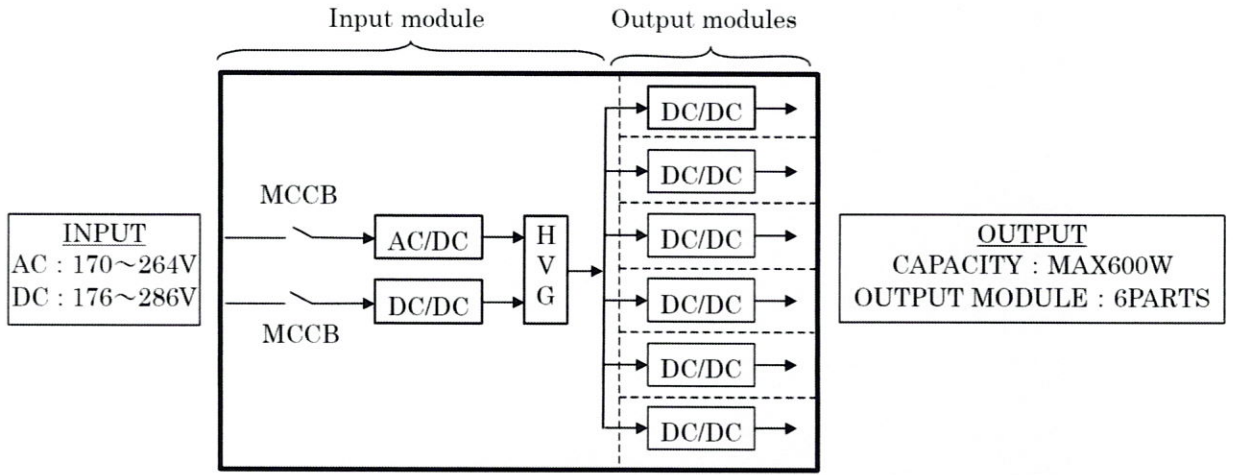 Input module
Output modules
DC/DC
DC/DC
MCCB
INPUT
AC : 170～264V
DC : 176～286V
AC/DC
DC/DC
MCCB
H
V
G
DC/DC
DC/DC
DC/DC
DC/DC
OUTPUT
CAPACITY : MAX600W
OUTPUT MODULE : 6PARTS